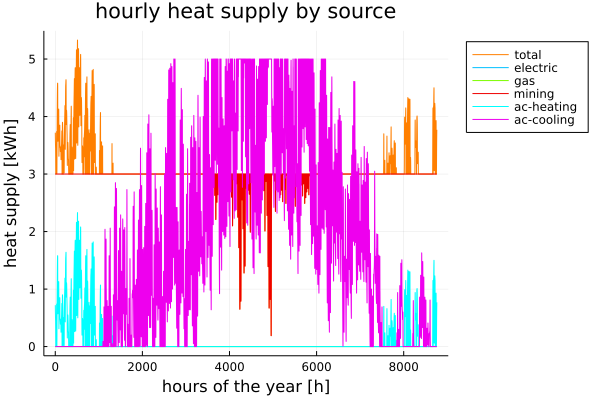 hourly heat supply by source
heat supply [kWh]
5
4
3
2
1
0
0 2000 4000 6000 8000
hours of the year [h]
total
electric
gas
mining
ac-heating
ac-cooling